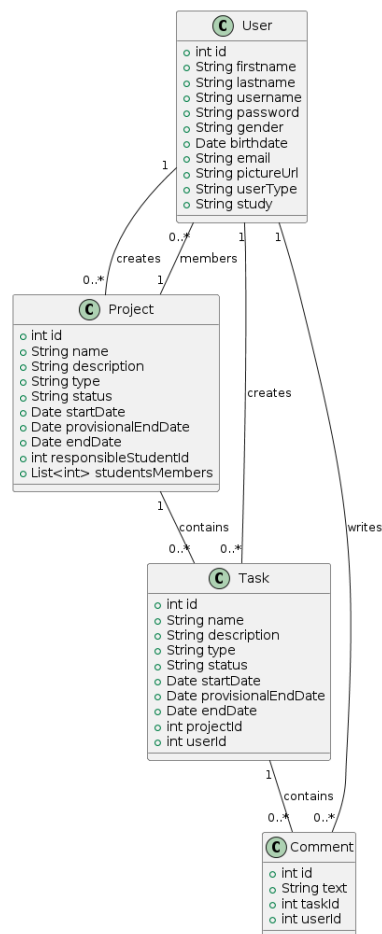 C User
int id
String firstname
String lastname
String username
String password
String gender
Date birthdate
String email
String pictureUrl
String userType
String study
1
0..* 1 1
creates members
0..* 1
C Project
int id
String name
String description
String type
String status
Date startDate
Date provisionalEndDate
Date endDate
int responsibleStudentId
List<int> studentsMembers
creates
1
contains writes
0..* 0..*
C Task
int id
String name
String description
String type
String status
Date startDate
Date provisionalEndDate
Date endDate
int projectId
int userId
1
contains
0..* 0..*
C Comment
int id
String text
int taskId
int userId